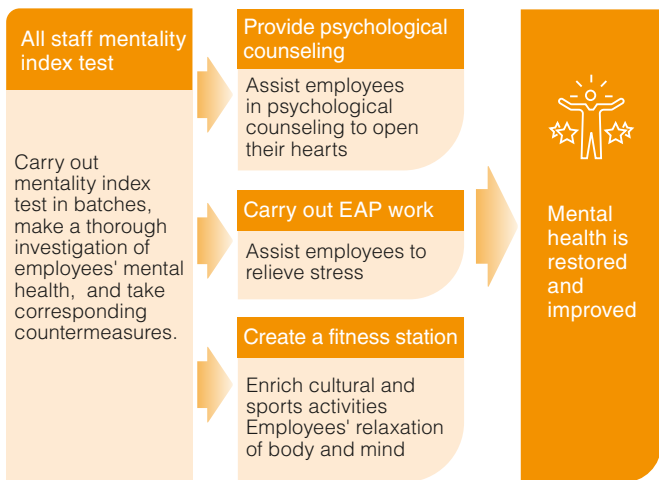 All staff mentality
index test
Carry out
mentality index
test in batches,
make a thorough
investigation of
employees' mental
health, and take
corresponding
countermeasures.
Provide psychological
counseling
Assist employees
in psychological
counseling to open
their hearts
Carry out EAP work
Assist employees to
relieve stress
Create a fitness station
Enrich cultural and
sports activities
Employees' relaxation
of body and mind
Mental
health is
restored
and
improved